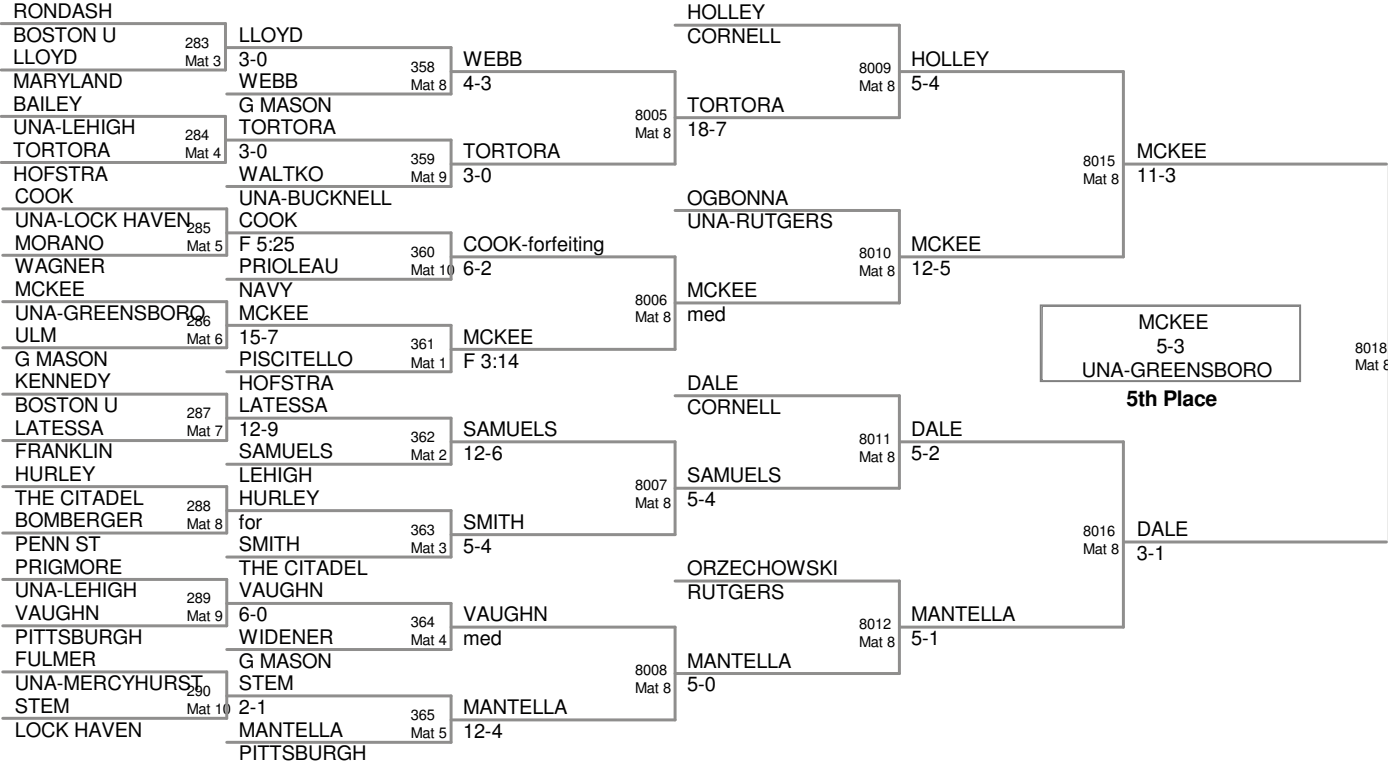 RONDASH
BOSTON U
283
LLOYD
Mat 3
MARYLAND
BAILEY
UNA-LEHIGH
284
TORTORA
Mat 4
HOFSTRA
COOK
UNA-LOCK HAVEN
285
MORANO
Mat 5
WAGNER
MCKEE
UNA-GREENSBORO
286
ULM
Mat 6
G MASON
KENNEDY
BOSTON U
287
LATESSA
Mat 7
FRANKLIN
HURLEY
THE CITADEL
288
BOMBERGER
Mat 8
PENN ST
PRIGMORE
UNA-LEHIGH
289
VAUGHN
Mat 9
PITTSBURGH
FULMER
UNA-MERCYHURST
290
STEM
Mat 10
LOCK HAVEN
LLOYD
3-0
358
WEBB
Mat 8
G MASON
TORTORA
3-0
359
WALTKO
Mat 9
UNA-BUCKNELL
COOK
F 5:25
360
PRIOLEAU
Mat 10
NAVY
MCKEE
15-7
361
PISCITELLO
Mat 1
HOFSTRA
LATESSA
12-9
362
SAMUELS
Mat 2
LEHIGH
HURLEY
for
363
SMITH
Mat 3
THE CITADEL
VAUGHN
6-0
364
WIDENER
Mat 4
G MASON
STEM
2-1
365
MANTELLA
Mat 5
PITTSBURGH
WEBB
4-3
8005
Mat 8
TORTORA
3-0
COOK-forfeiting
6-2
8006
Mat 8
MCKEE
F 3:14
SAMUELS
12-6
8007
Mat 8
SMITH
5-4
VAUGHN
med
8008
Mat 8
MANTELLA
12-4
HOLLEY
CORNELL
8009
Mat 8
TORTORA
18-7
OGBONNA
UNA-RUTGERS
8010
Mat 8
MCKEE
med
DALE
CORNELL
8011
Mat 8
SAMUELS
5-4
ORZECHOWSKI
RUTGERS
8012
Mat 8
MANTELLA
5-0
HOLLEY
5-4
8015
Mat 8
MCKEE
12-5
DALE
5-2
8016
Mat 8
MANTELLA
5-1
MCKEE
11-3
8018
Mat 8
DALE
3-1
MCKEE
5-3
UNA-GREENSBORO
5th Place